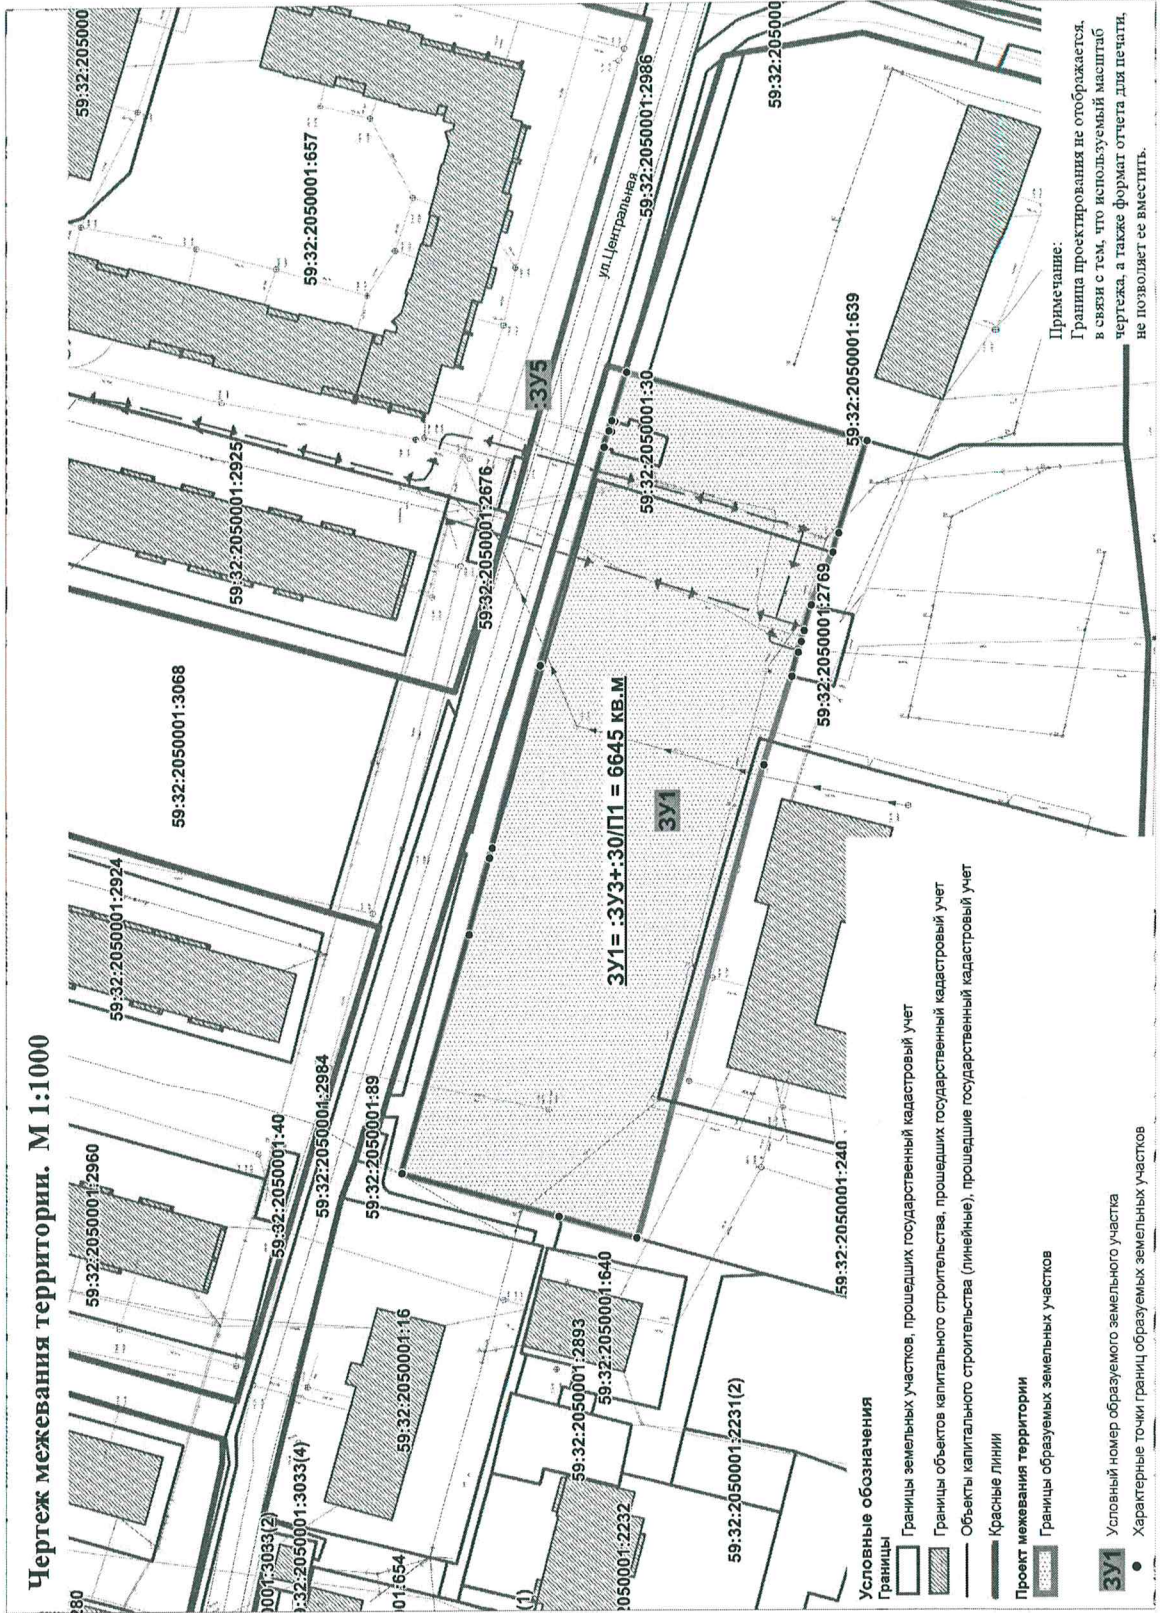 Чертеж межевания территории. М 1:1000
59:32:2050001:2960
59:32:2050001:2924
59:32:2050001:3068
59:32:2050001:2925
59:32:2050001:657
59:32:205000
59:32:2050001:40
59:32:2050001:2984
59:32:2050001:89
59:32:2050001:2676
:ЗУ5
ул.Центральная
59:32:2050001:2986
59:32:205000
280
001:3033(2)
:32:2050001:3033(4)
01:654
59:32:2050001:16
(1)
2050001:2232
59:32:2050001:2893
59:32:2050001:640
59:32:2050001:2231(2)
59:32:2050001:240
ЗУ1= :ЗУ3+:30/П1 = 6645 кв.м
ЗУ1
59:32:2050001:30
59:32:2050001:2769
59:32:2050001:639
Условные обозначения
Границы
Границы земельных участков, прошедших государственный кадастровый учет
Границы объектов капитального строительства, прошедших государственный кадастровый учет
Объекты капитального строительства (линейные), прошедшие государственный кадастровый учет
Красные линии
Проект межевания территории
Границы образуемых земельных участков
ЗУ1
Условный номер образуемого земельного участка
Характерные точки границ образуемых земельных участков
Примечание:
Граница проектирования не отображается,
в связи с тем, что используемый масштаб
чертежа, а также формат отчета для печати,
не позволяет ее вместить.